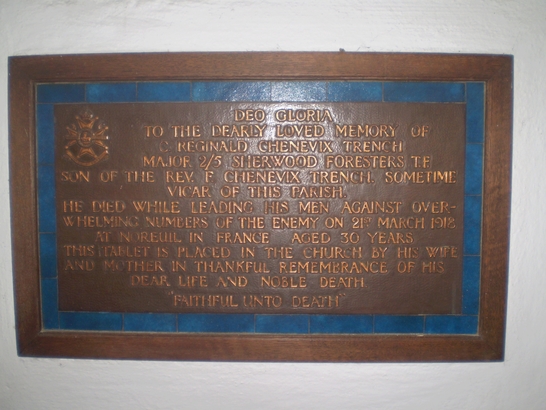 DEO GLORIA
TO THE DEARLY LOVED MEMORY OF
C. REGINALD CHENEVIX TRENCH
MAJOR 2/5 SHERWOOD FORESTERS T.F.
SON OF THE REV. F. CHENEVIX TRENCH. SOMETIME
VICAR OF THIS PARISH.
HE DIED WHILE LEADING HIS MEN AGAINST OVER-
WHELMING NUMBERS OF THE ENEMY ON 21ST MARCH 1918
AT NOREUIL IN FRANCE AGED 30 YEARS
THIS TABLET IS PLACED IN THE CHURCH BY HIS WIFE
AND MOTHER IN THANKFUL REMEMBRANCE OF HIS
DEAR LIFE AND NOBLE DEATH.
"FAITHFUL UNTO DEATH"